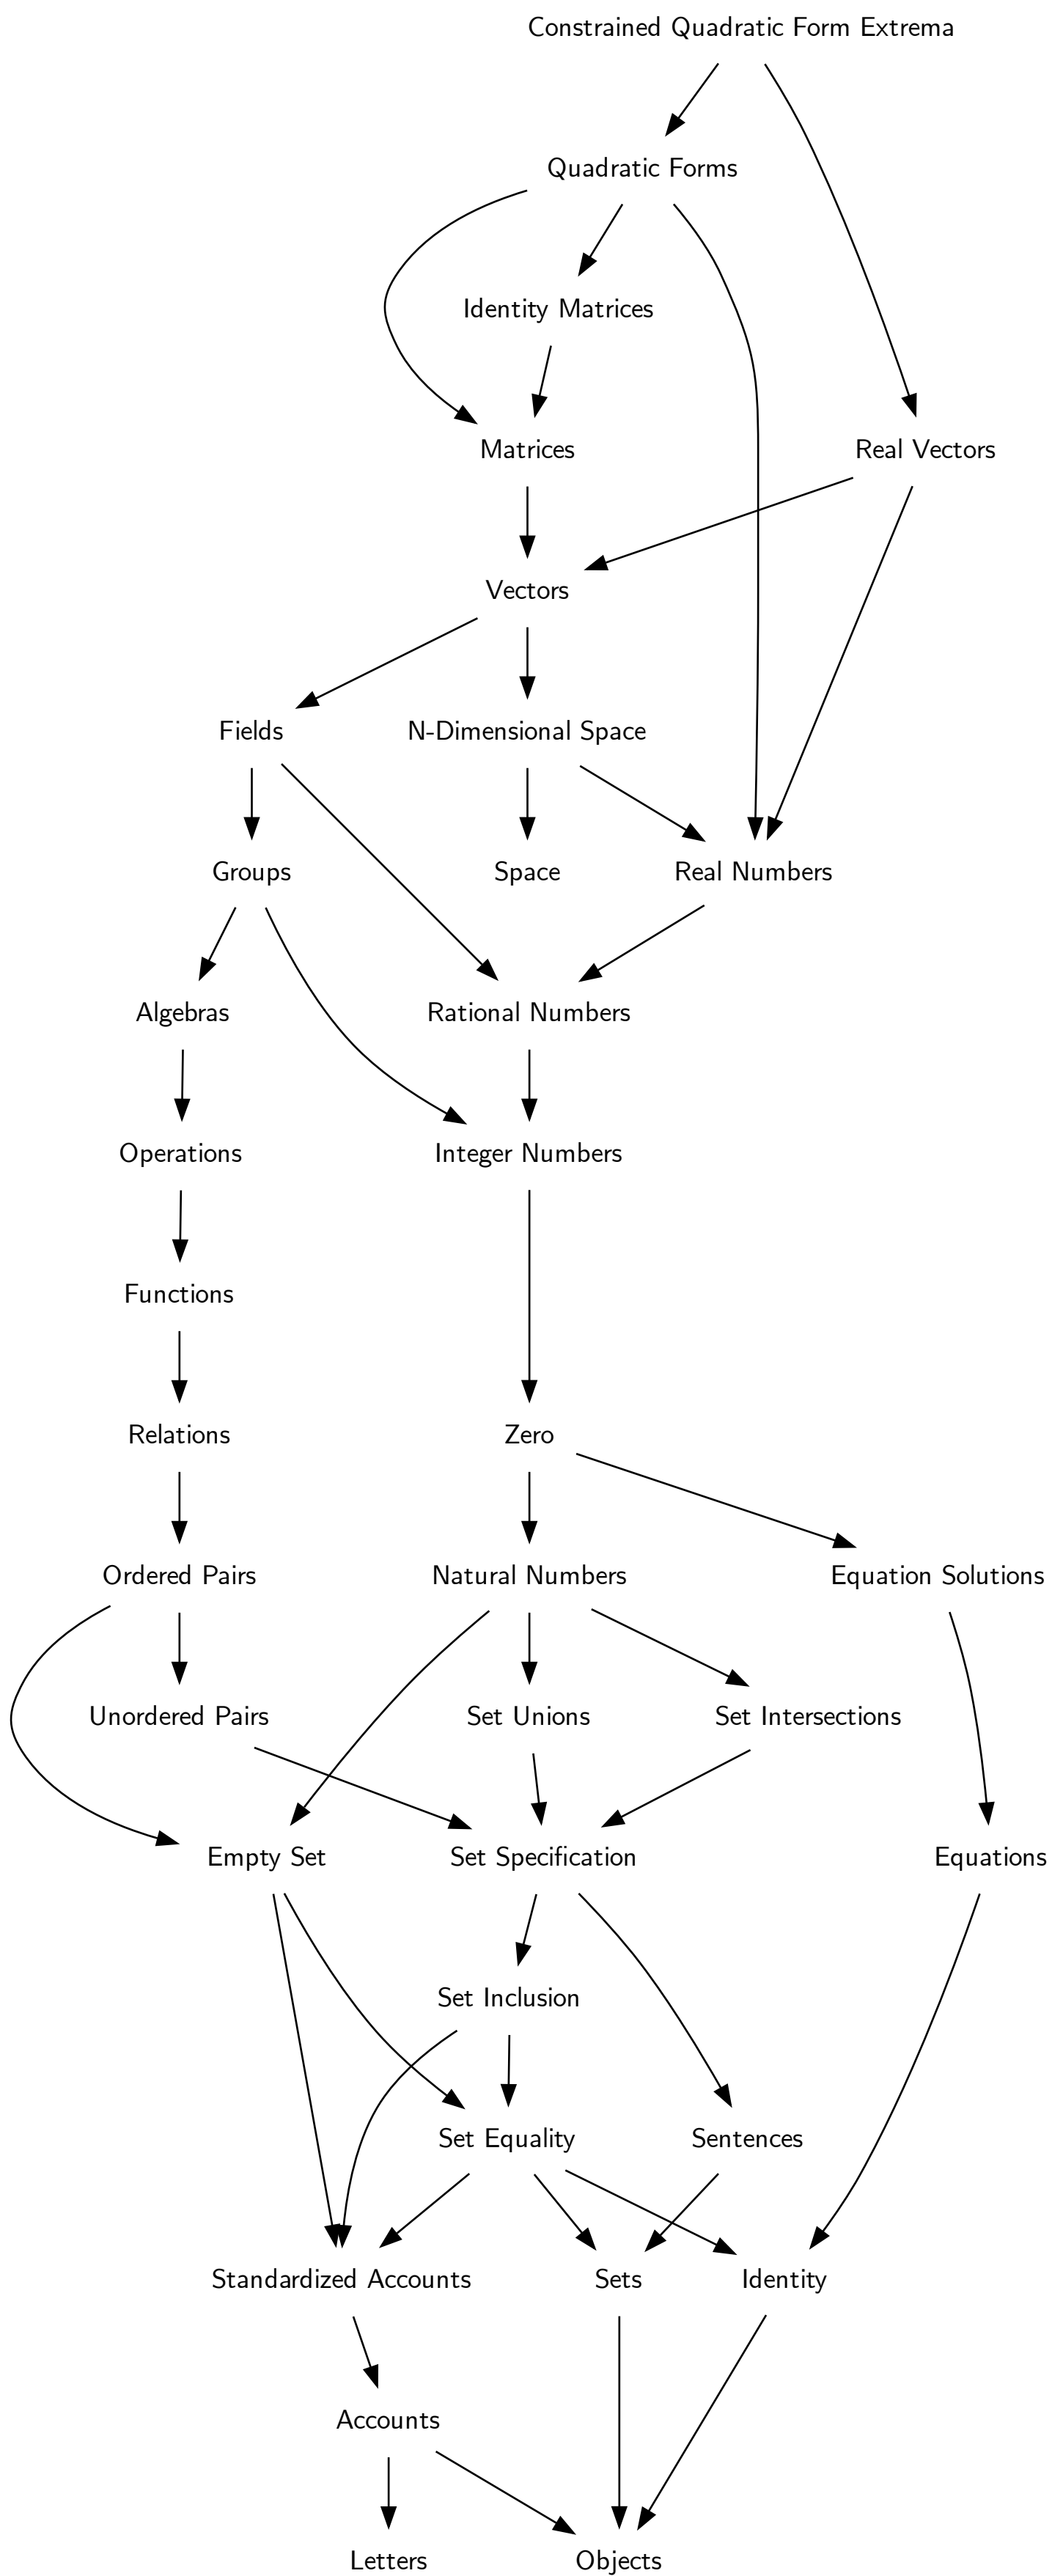 Constrained Quadratic Form Extrema
Quadratic Forms
Identity Matrices
Matrices
Real Vectors
Vectors
Fields
N-Dimensional Space
Groups
Space
Real Numbers
Algebras
Rational Numbers
Operations
Integer Numbers
Functions
Relations
Zero
Ordered Pairs
Natural Numbers
Equation Solutions
Unordered Pairs
Set Unions
Set Intersections
Empty Set
Set Specification
Equations
Set Inclusion
Set Equality
Sentences
Standardized Accounts
Sets
Identity
Accounts
Letters
Objects